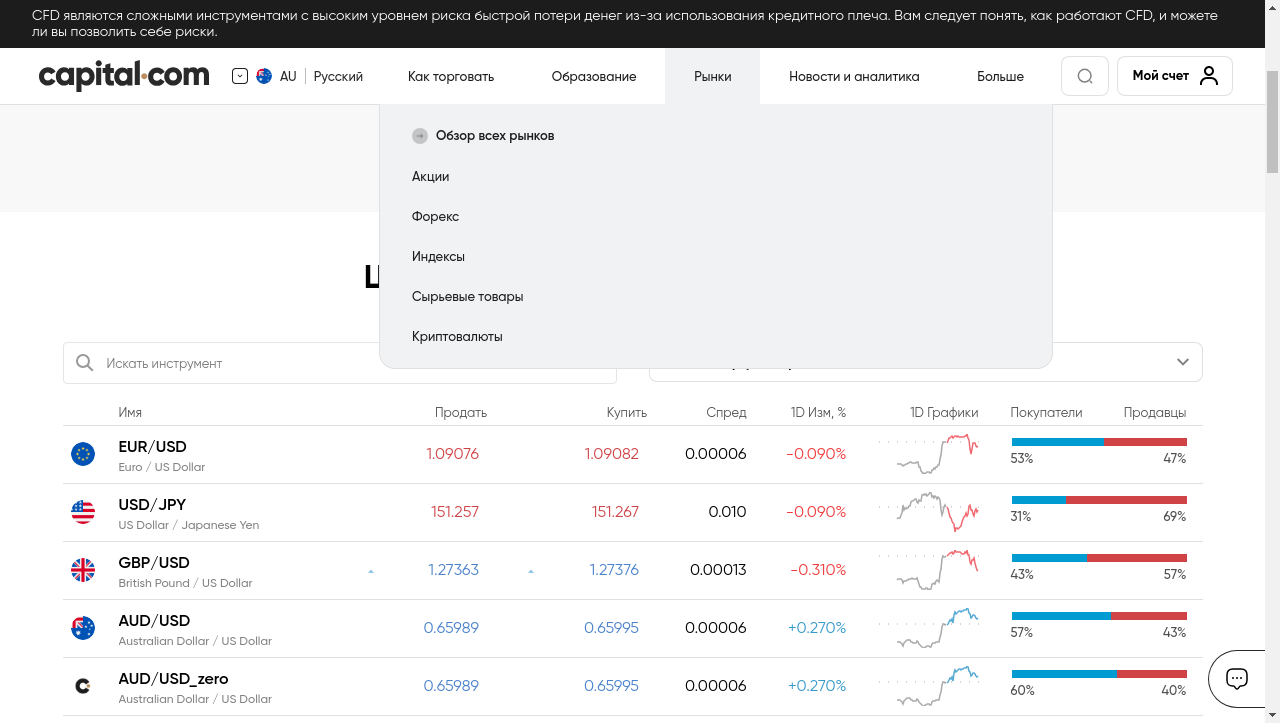 CFD являются сложными инструментами с высоким уровнем риска быстрой потери денег из-за использования кредитного плеча. Вам следует понять, как работают CFD, и можете
ли вы позволить себе риски.
capital.com AU Русский Как торговать Образование Рынки Новости и аналитика Больше Мой счет
Обзор всех рынков
Акции
Форекс
Индексы
Сырьевые товары
Криптовалюты
Искать инструмент
Имя Продать Купить Спред 1D Изм, % 1D Графики Покупатели Продавцы
EUR/USD 1.09076 1.09082 0.00006 -0.090% 53% 47%
Euro / US Dollar
USD/JPY 151.257 151.267 0.010 -0.090% 31% 69%
US Dollar / Japanese Yen
GBP/USD 1.27363 1.27376 0.00013 -0.310% 43% 57%
British Pound / US Dollar
AUD/USD 0.65989 0.65995 0.00006 +0.270% 57% 43%
Australian Dollar / US Dollar
AUD/USD_zero 0.65989 0.65995 0.00006 +0.270% 60% 40%
Australian Dollar / US Dollar